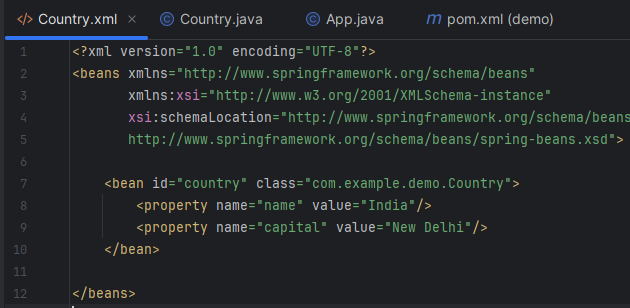 Country.xml Country.java App.java pom.xml (demo)
1 <?xml version="1.0" encoding="UTF-8"?>
2 <beans xmlns="http://www.springframework.org/schema/beans"
3 xmlns:xsi="http://www.w3.org/2001/XMLSchema-instance"
4 xsi:schemaLocation="http://www.springframework.org/schema/beans
5 http://www.springframework.org/schema/beans/spring-beans.xsd">
6
7 <bean id="country" class="com.example.demo.Country">
8 <property name="name" value="India"/>
9 <property name="capital" value="New Delhi"/>
10 </bean>
11
12 </beans>